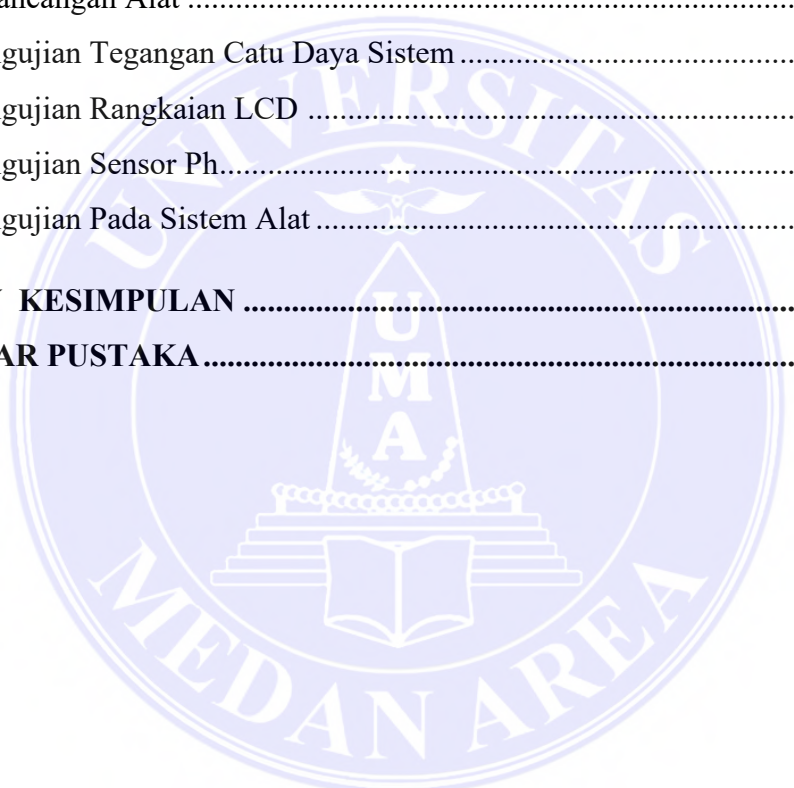 ancangan Alat ..........................................................................
gujian Tegangan Catu Daya Sistem ..........................................
gujian Rangkaian LCD .............................................................
gujian Sensor Ph.......................................................................
gujian Pada Sistem Alat ............................................................
KESIMPULAN .....................................................................
AR PUSTAKA..........................................................................
UNIVERSITAS
UMA
MEDAN AREA